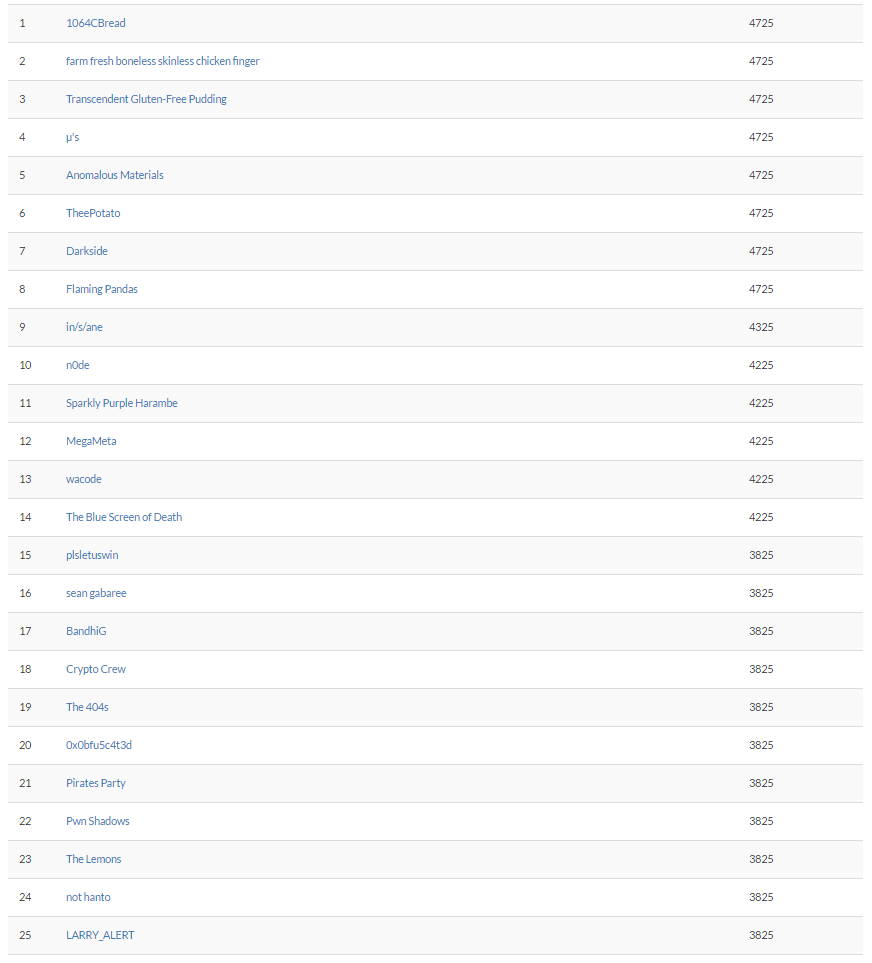 1 1064CBread 4725
2 farm fresh boneless skinless chicken finger 4725
3 Transcendent Gluten-Free Pudding 4725
4 μ's 4725
5 Anomalous Materials 4725
6 TheePotato 4725
7 Darkside 4725
8 Flaming Pandas 4725
9 in/s/ane 4325
10 n0de 4225
11 Sparkly Purple Harambe 4225
12 MegaMeta 4225
13 wacode 4225
14 The Blue Screen of Death 4225
15 plsletuswin 3825
16 sean gabaree 3825
17 BandhiG 3825
18 Crypto Crew 3825
19 The 404s 3825
20 0x0bfu5c4t3d 3825
21 Pirates Party 3825
22 Pwn Shadows 3825
23 The Lemons 3825
24 not hanto 3825
25 LARRY_ALERT 3825